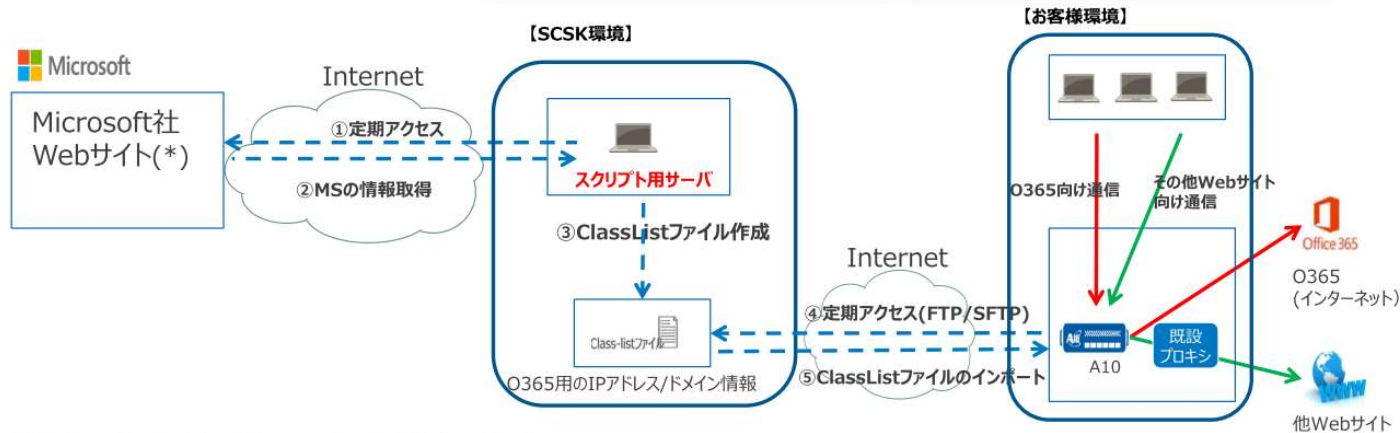 【お客様環境】
【SCSK環境】
Microsoft
Internet
Microsoft社
Webサイト(*)
①定期アクセス
②MSの情報取得
スクリプト用サーバ
③ClassListファイル作成
Class-listファイル
O365用のIPアドレス/ドメイン情報
Internet
④定期アクセス(FTP/SFTP)
⑤ClassListファイルのインポート
O365向け通信
その他Webサイト
向け通信
A10
A10
既設
プロキシ
Office 365
O365
(インターネット)
WWW
他Webサイト